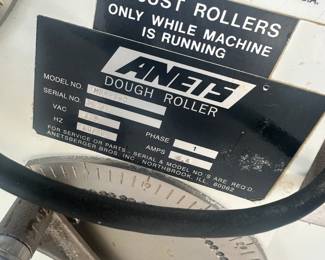 UST ROLLERS
ONLY WHILE MACHINE
IS RUNNING
ANETS
DOUGH ROLLER
MODEL NO.
SERIAL NO.
VAC
HZ
PHASE 1
AMPS
FOR SERVICE OR PARTS, SERIAL & MODEL NO.'S ARE REQ'D
ANETSBERGER BROS. INC. NORTHBROOK, ILL. 60062